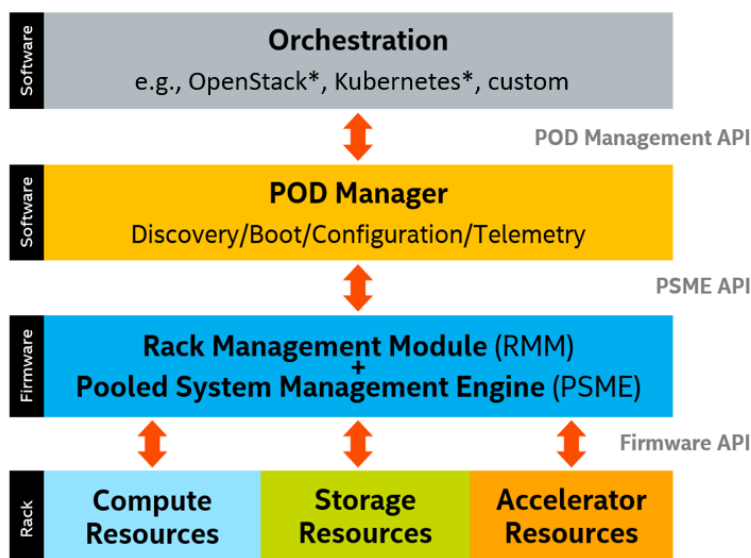 Software
Orchestration
e.g., OpenStack*, Kubernetes*, custom
POD Management API
Software
POD Manager
Discovery/Boot/Configuration/Telemetry
PSME API
Firmware
Rack Management Module (RMM)
+
Pooled System Management Engine (PSME)
Firmware API
Rack
Compute
Resources
Storage
Resources
Accelerator
Resources